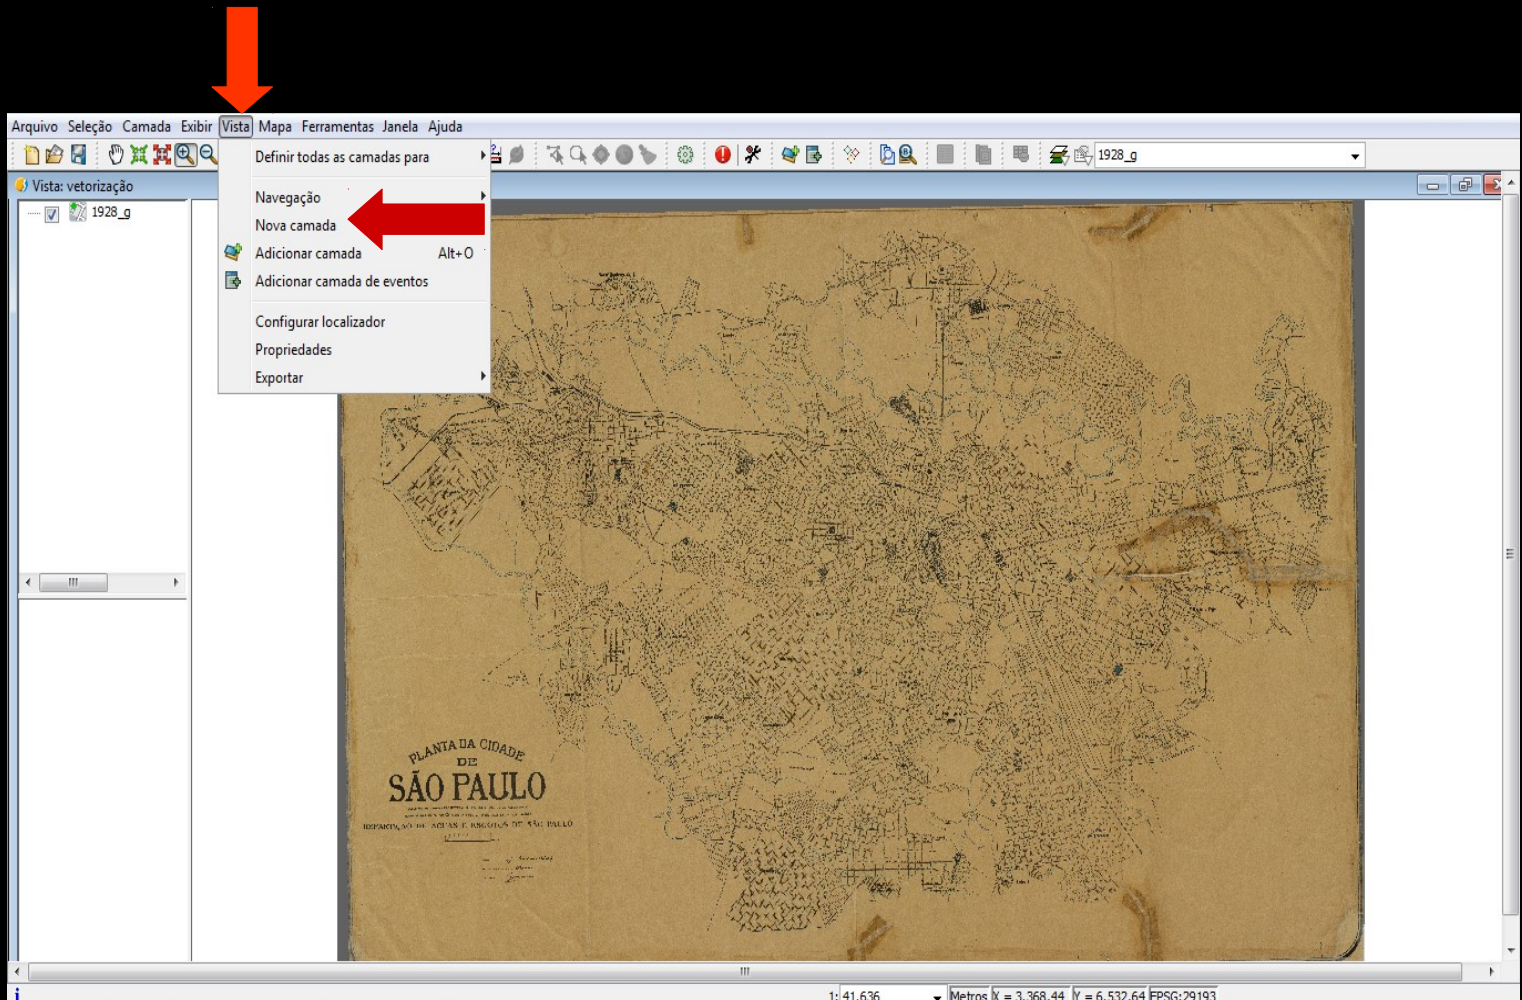 Arquivo Seleção Camada Exibir Vista Mapa Ferramentas Janela Ajuda
1928_g
Vista: vetorização
1928_g
Definir todas as camadas para
Navegação
Nova camada
Adicionar camada Alt+O
Adicionar camada de eventos
Configurar localizador
Propriedades
Exportar
PLANTA DA CIDADE
DE
SÃO PAULO
1: 41.636 Metros X = 3.368,44 Y = 6.532,64 EPSG:29193